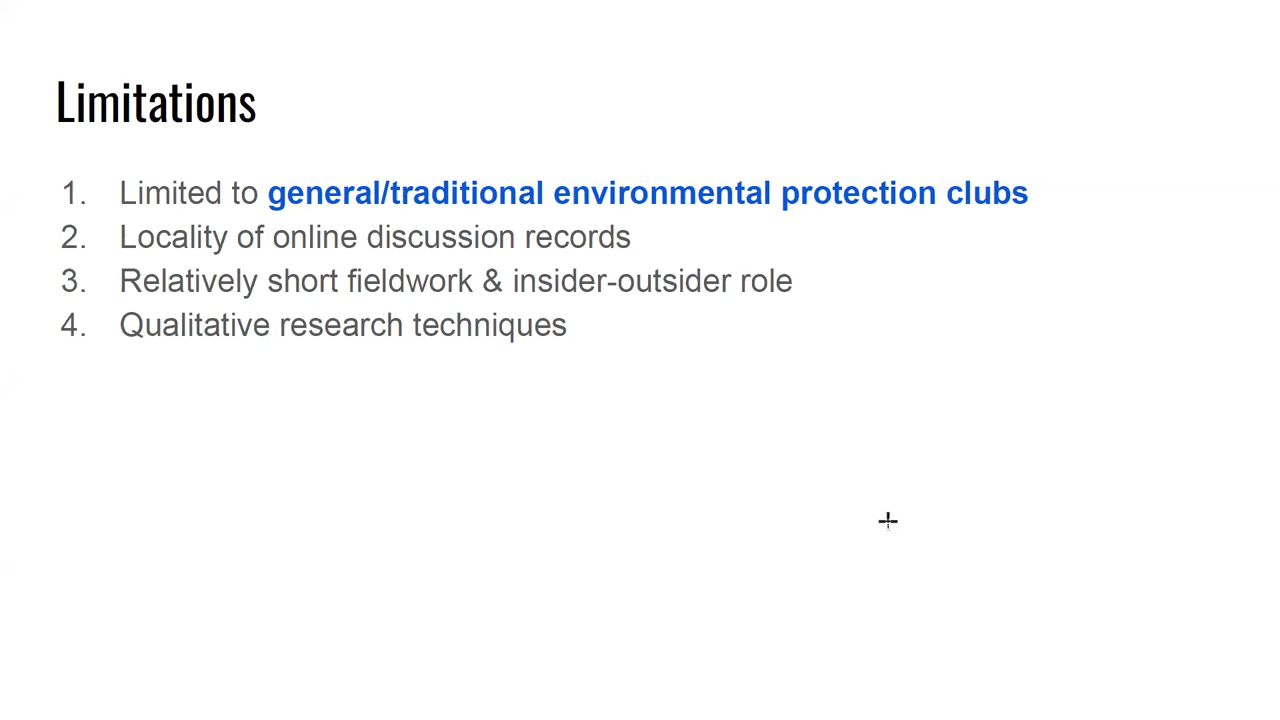 Limitations
1. Limited to general/traditional environmental protection clubs
2. Locality of online discussion records
3. Relatively short fieldwork & insider-outsider role
4. Qualitative research techniques